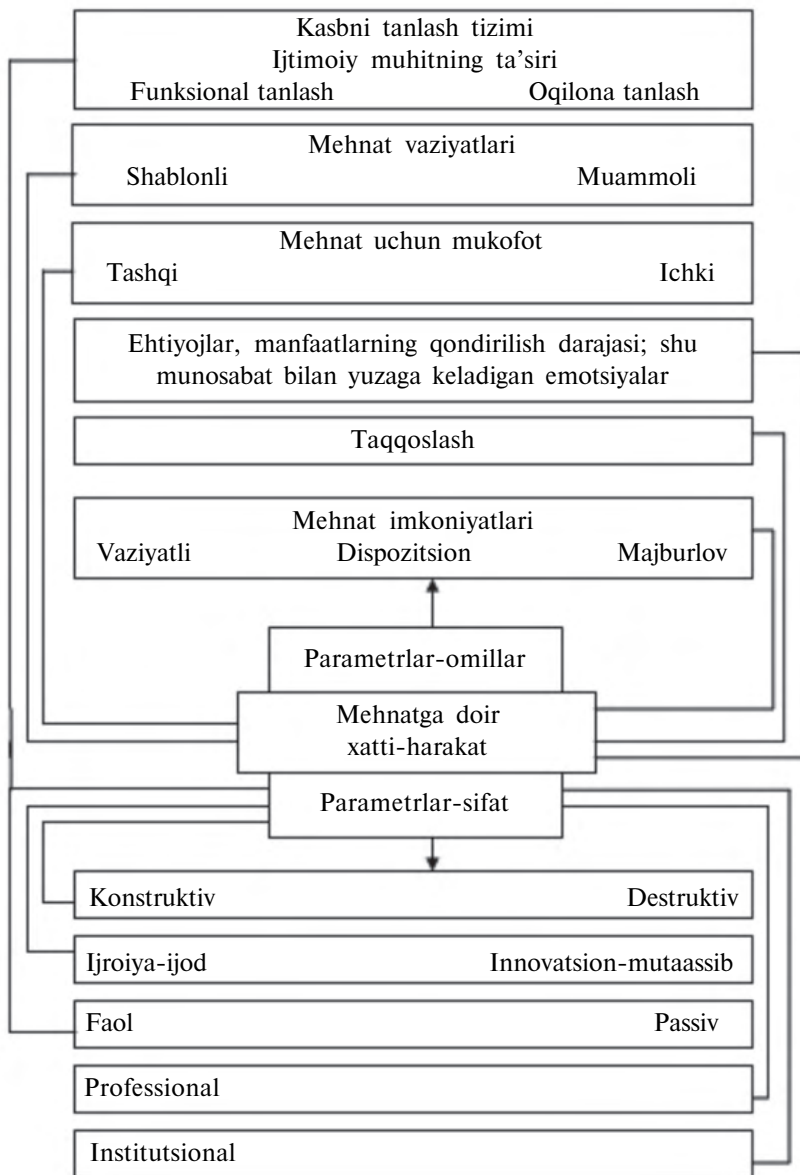 Kasbni tanlash tizimi
Ijtimoiy muhitning ta'siri
Funksional tanlash Oqilona tanlash
Mehnat vaziyatlari
Shablonli Muammoli
Mehnat uchun mukofot
Tashqi Ichki
Ehtiyojlar, manfaatlarning qondirilish darajasi; shu
munosabat bilan yuzaga keladigan emotsiyalar
Taqqoslash
Mehnat imkoniyatlari
Vaziyatli Dispozitsion Majburlov
Parametrlar-omillar
Mehnatga doir
xatti-harakat
Parametrlar-sifat
Konstruktiv Destruktiv
Ijroiya-ijod Innovatsion-mutaassib
Faol Passiv
Professional
Institutsional